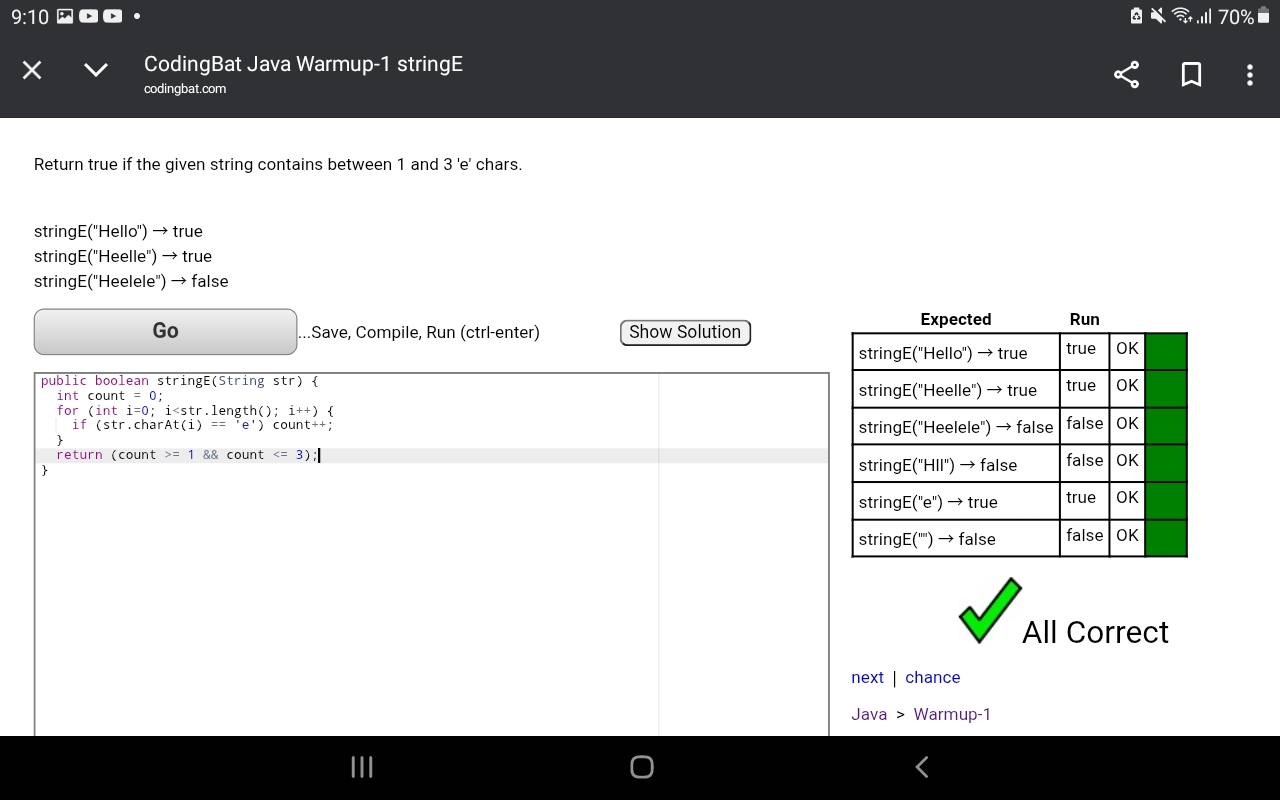 9:10
70%
CodingBat Java Warmup-1 stringE
codingbat.com
Return true if the given string contains between 1 and 3 'e' chars.
stringE("Hello") → true
stringE("Heelle") → true
stringE("Heelele") → false
Go
...Save, Compile, Run (ctrl-enter)
Show Solution
public boolean stringE(String str) {
  int count = 0;
  for (int i=0; i<str.length(); i++) {
    if (str.charAt(i) == 'e') count++;
  }
  return (count >= 1 && count <= 3);
}
Expected Run
stringE("Hello") → true true OK
stringE("Heelle") → true true OK
stringE("Heelele") → false false OK
stringE("Hll") → false false OK
stringE("e") → true true OK
stringE("") → false false OK
All Correct
next | chance
Java > Warmup-1